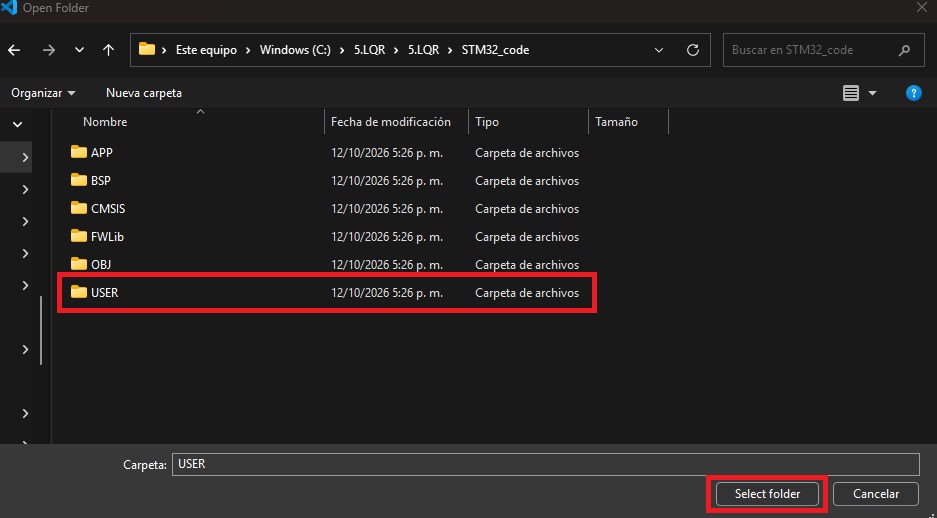 Open Folder
Este equipo > Windows (C:) > 5.LQR > 5.LQR > STM32_code
Buscar en STM32_code
Organizar
Nueva carpeta
?
Nombre Fecha de modificación Tipo Tamaño
APP 12/10/2026 5:26 p. m. Carpeta de archivos
BSP 12/10/2026 5:26 p. m. Carpeta de archivos
CMSIS 12/10/2026 5:26 p. m. Carpeta de archivos
FWLib 12/10/2026 5:26 p. m. Carpeta de archivos
OBJ 12/10/2026 5:26 p. m. Carpeta de archivos
USER 12/10/2026 5:26 p. m. Carpeta de archivos
Carpeta: USER
Select folder Cancelar